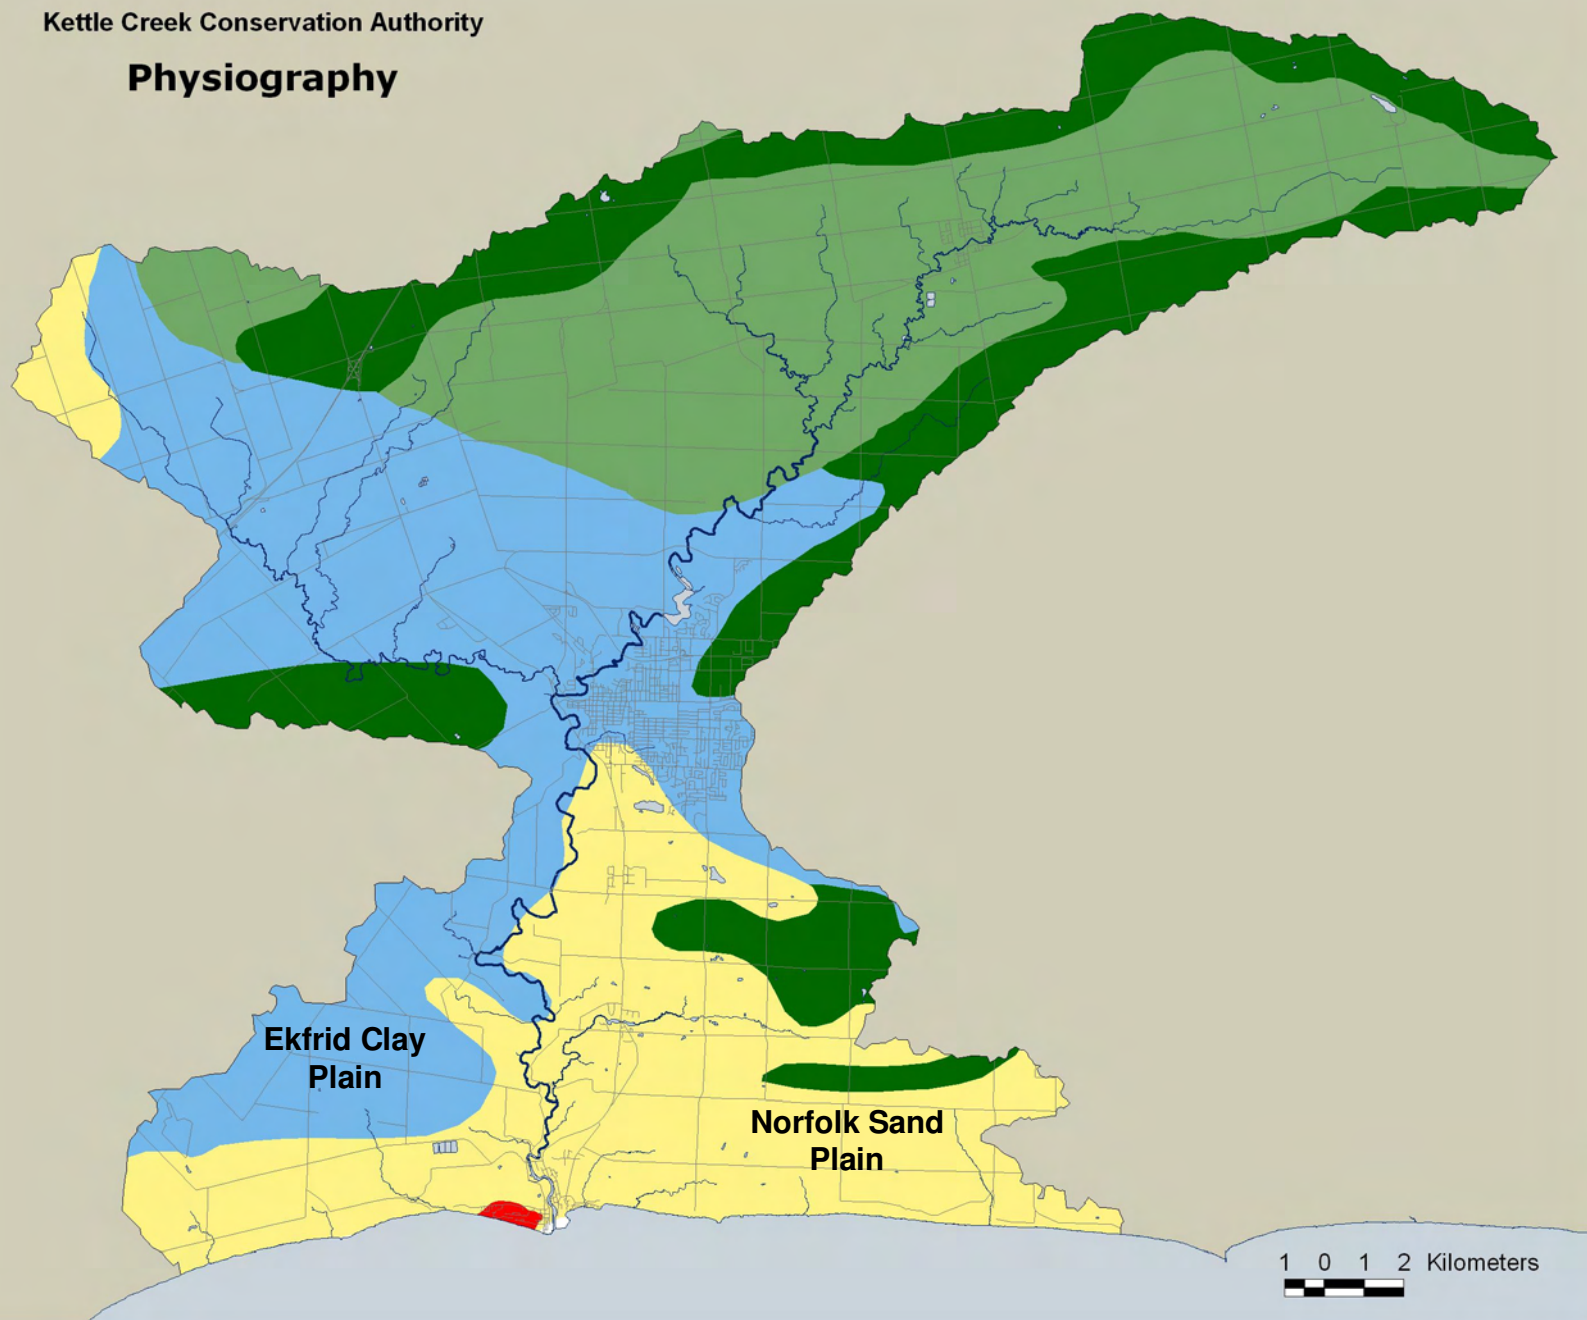 Kettle Creek Conservation Authority
Physiography
Ekfrid Clay
Plain
Norfolk Sand
Plain
1 0 1 2 Kilometers